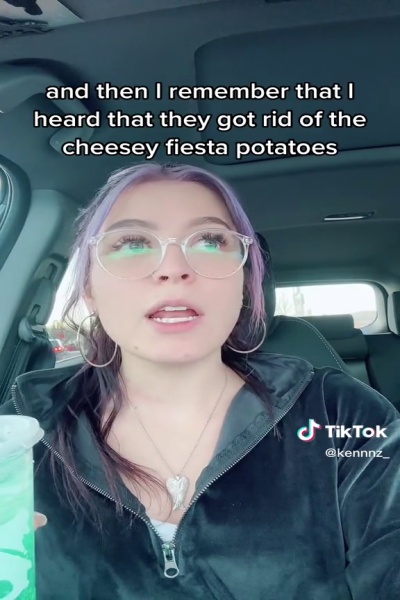 and then I remember that I
heard that they got rid of the
cheesey fiesta potatoes
TikTok
@kennnz_